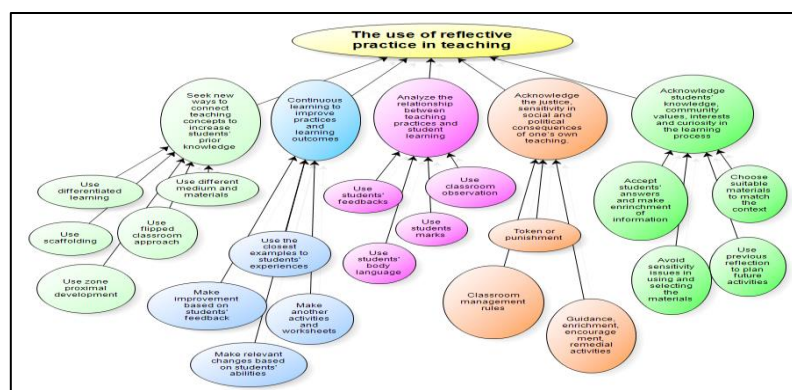 The use of reflective
practice in teaching
Seek new
ways to connect
teaching
concepts to
increase
students'
prior
knowledge
Continuous
learning to
improve
practices
and learning
outcomes
Analyze the
relationship
between
teaching
practices and
student
learning
Acknowledge
the justice,
sensitivity in
social and
political
consequences
of one's own
teaching.
Acknowledge
students'
knowledge,
community
values, interests
and curiosity in
the learning
process
Use
differentiated
learning
Use different
medium and
materials
Use
scaffolding
Use
flipped
classroom
approach
Use zone
proximal
development
Use the
closest
examples to
students'
experiences
Make
improvement
based on
students'
feedback
Make
another
activities
and
worksheets
Make relevant
changes based
on students'
abilities
Use
students'
feedbacks
Use
classroom
observation
Use
students
marks
Use
students'
body
language
Token or
punishment
Classroom
management
rules
Guidance,
enrichment,
encourage
ment,
remedial
activities
Accept
students'
answers and
make
enrinchment
of
information
Choose
suitable
materials
to match
the
context
Avoid
sensitivity
issues in
using and
selecting
the
materials
Use
previous
reflection
to plan
future
activities